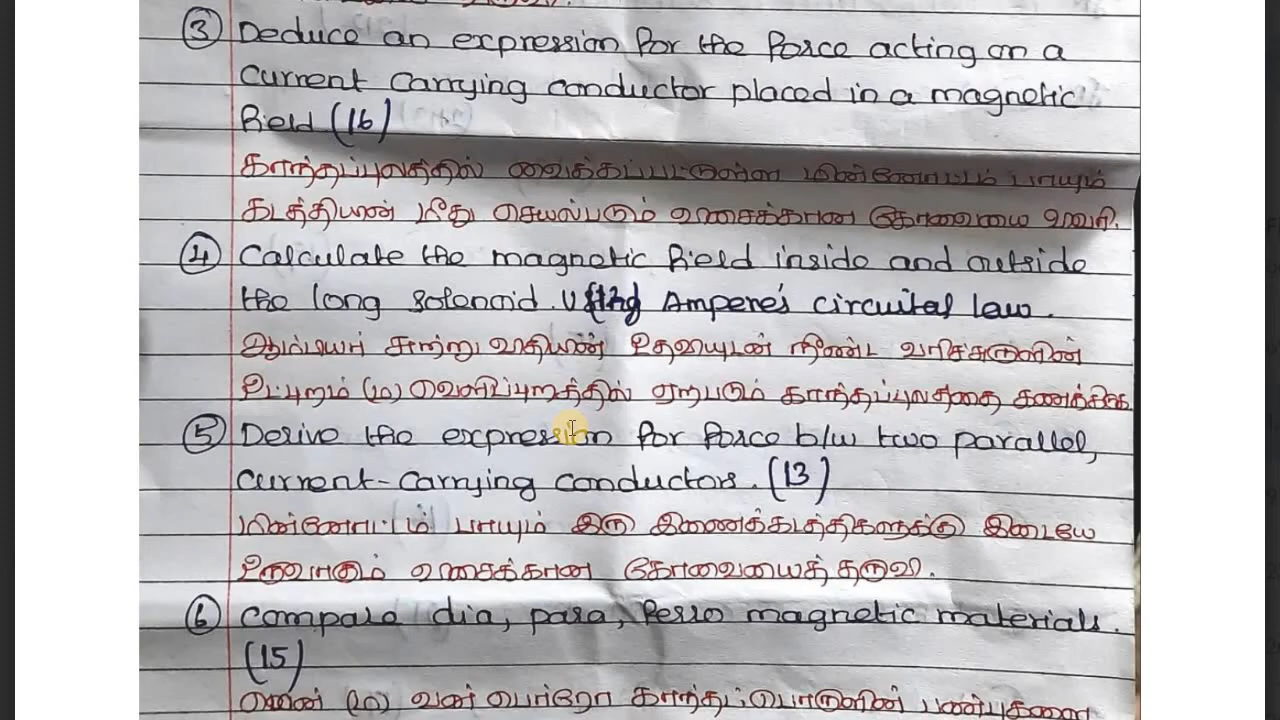 ③ Deduce an expression for the force acting on a
current carrying conductor placed in a magnetic
field (16)
காந்தப்புலத்தில் வைக்கப்பட்டுள்ள மின்னோட்டம் பாயும்
கடத்தியின் மீது செயல்படும் விசைக்கான கோவையை
④ Calculate the magnetic field inside and outside
the long solenoid using Ampere's circuital law.
ஆம்பியர் சுற்று விதியின் உதவியுடன் நீண்ட வரிச்சுருளின்
உட்புறம் (ம) வெளிப்புறத்தில் ஏற்படும் காந்தப்புலத்தை
⑤ Derive the expression for force b/w two parallel,
current-carrying conductors. (13)
மின்னோட்டம் பாயும் இரு இணைக்கடத்திகளுக்கு இடையே
உருவாகும் விசைக்கான கோவையைத் தருவி.
⑥ Compare dia, para, ferro magnetic materials.
(15)
காந்தப்பொருளின் பண்புகளை